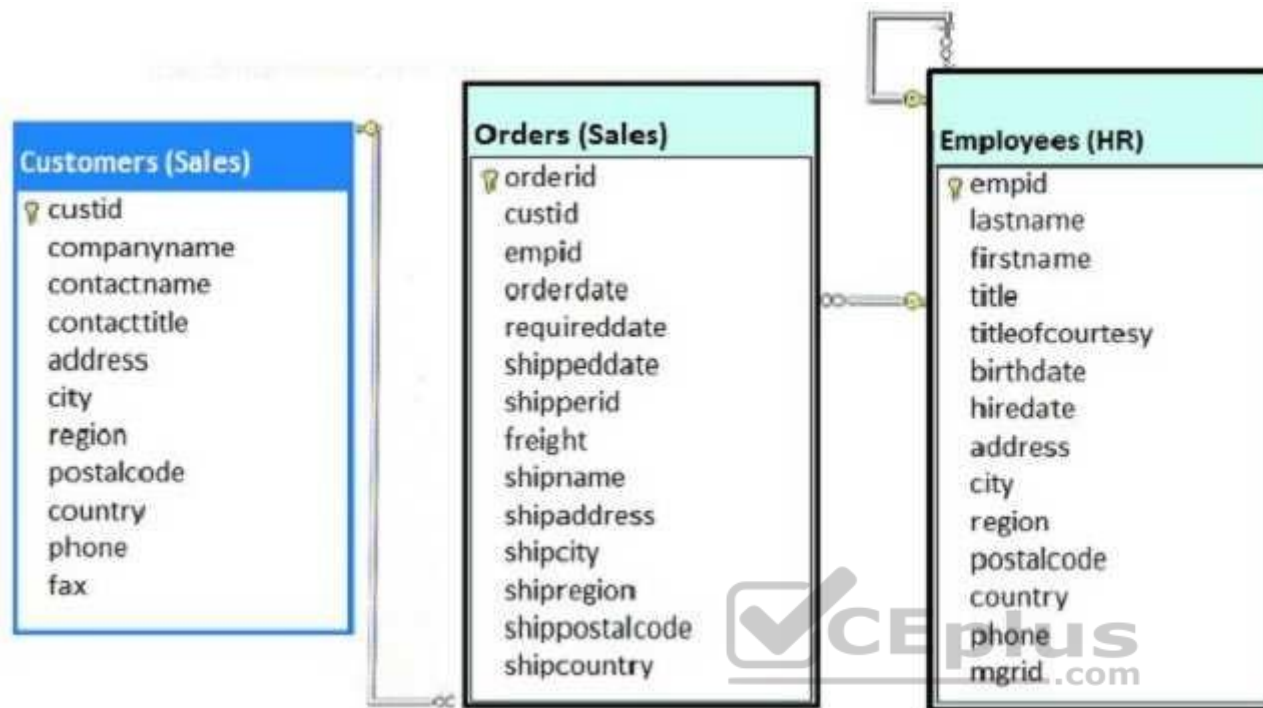 Customers (Sales)
custid
companyname
contactname
contacttitle
address
city
region
postalcode
country
phone
fax
Orders (Sales)
orderid
custid
empid
orderdate
requireddate
shippeddate
shipperid
freight
shipname
shipaddress
shipcity
shipregion
shippostalcode
shipcountry
Employees (HR)
empid
lastname
firstname
title
titleofcourtesy
birthdate
hiredate
address
city
region
postalcode
country
phone
mgrid
CEplus
.com